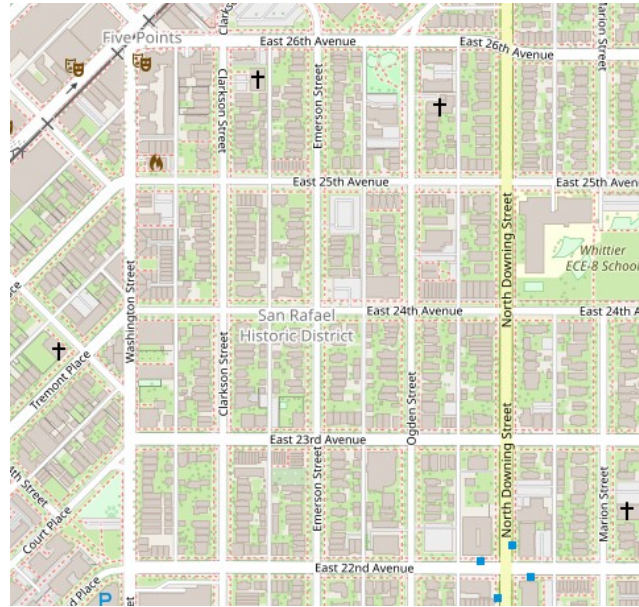 Five Points
East 26th Avenue
East 26th Avenue
Clarkson Street
Emerson Street
East 25th Avenue
East 25th Aven
North Downing Street
Whittier
ECE-8 School
Washington Street
San Rafael
Historic District
East 24th Avenue
East 24th A
Tremont Place
Clarkson Street
Ogden Street
East 23rd Avenue
North Downing Street
Emerson Street
Marion Street
Court Place
East 22nd Avenue
P